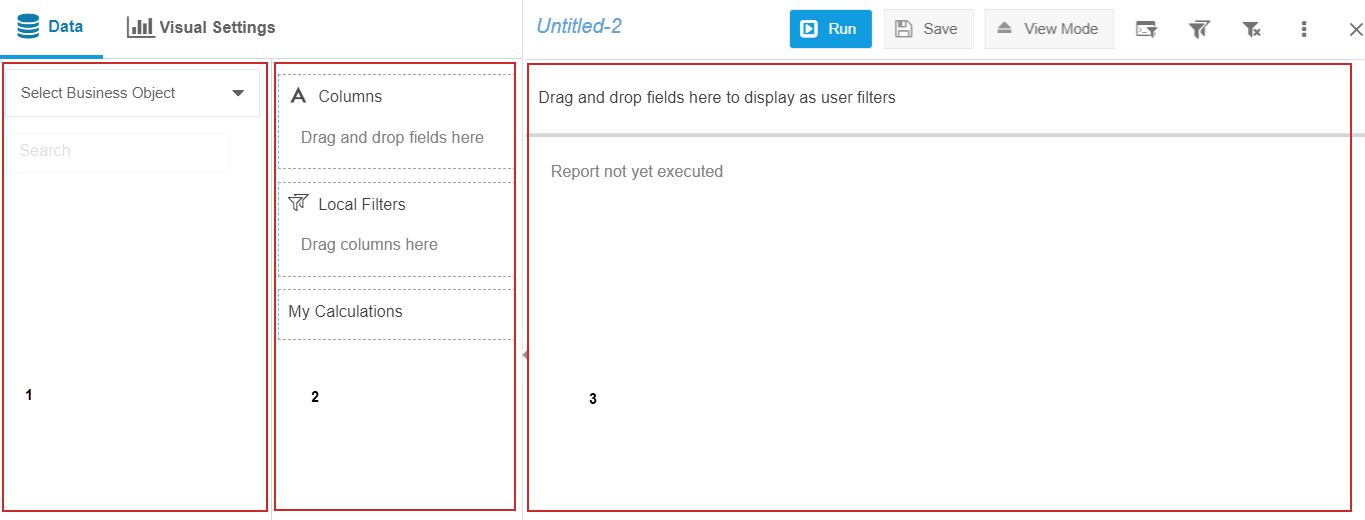 Data
Visual Settings
Untitled-2
Run
Save
View Mode
Select Business Object
Search
1
Columns
Drag and drop fields here
Local Filters
Drag columns here
My Calculations
2
Drag and drop fields here to display as user filters
Report not yet executed
3